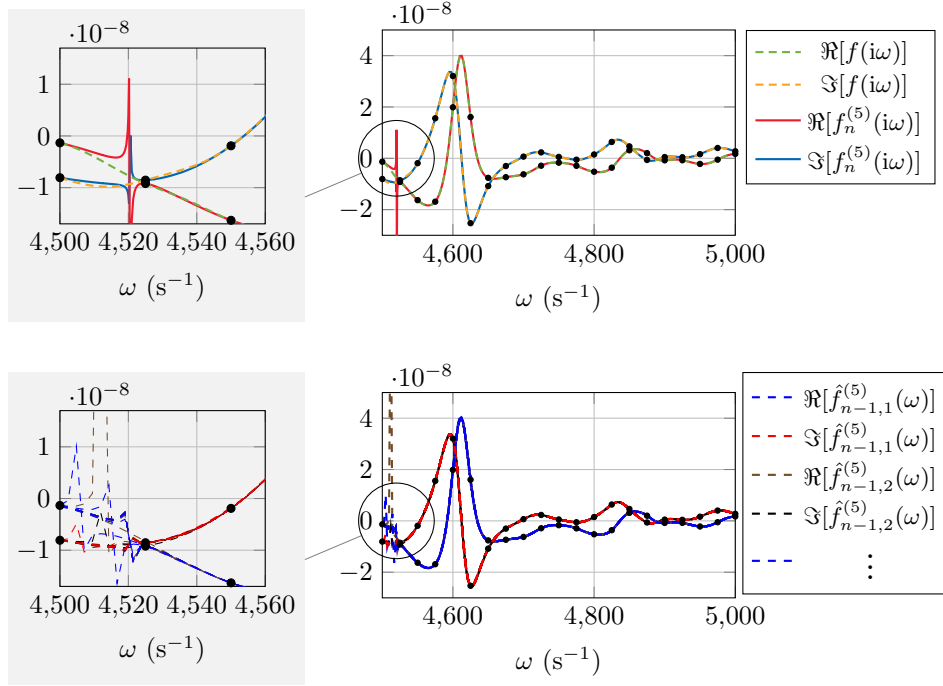 ·10⁻⁸
1
0
−1
4,500 4,520 4,540 4,560
ω (s⁻¹)
·10⁻⁸
4
2
0
−2
4,600 4,800 5,000
ω (s⁻¹)
ℜ[f(iω)]
ℑ[f(iω)]
ℜ[fₙ⁽⁵⁾(iω)]
ℑ[fₙ⁽⁵⁾(iω)]
·10⁻⁸
1
0
−1
4,500 4,520 4,540 4,560
ω (s⁻¹)
·10⁻⁸
4
2
0
−2
4,600 4,800 5,000
ω (s⁻¹)
ℜ[f̂⁽⁵⁾ₙ₋₁,₁(ω)]
ℑ[f̂⁽⁵⁾ₙ₋₁,₁(ω)]
ℜ[f̂⁽⁵⁾ₙ₋₁,₂(ω)]
ℑ[f̂⁽⁵⁾ₙ₋₁,₂(ω)]
⋮